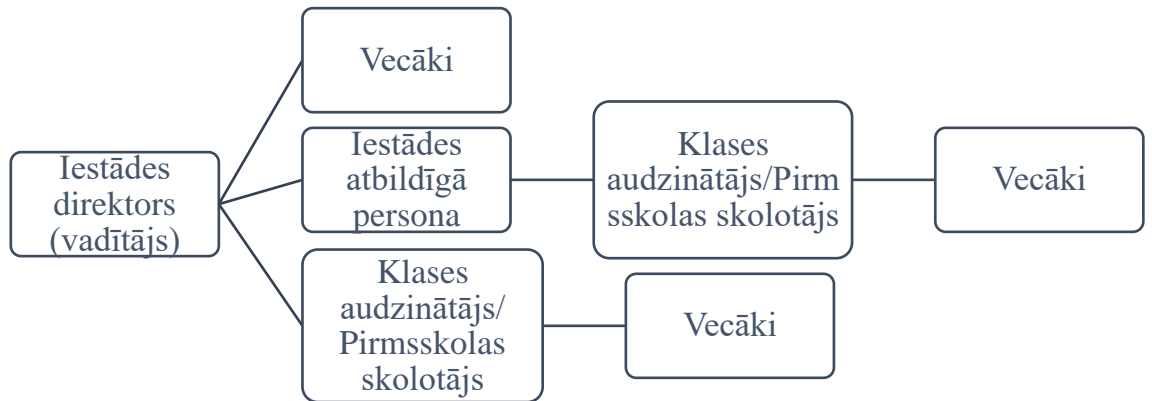 Vecāki
Iestādes
direktors
(vadītājs)
Iestādes
atbildīgā
persona
Klases
audzinātājs/Pirm
sskolas skolotājs
Vecāki
Klases
audzinātājs/
Pirmsskolas
skolotājs
Vecāki